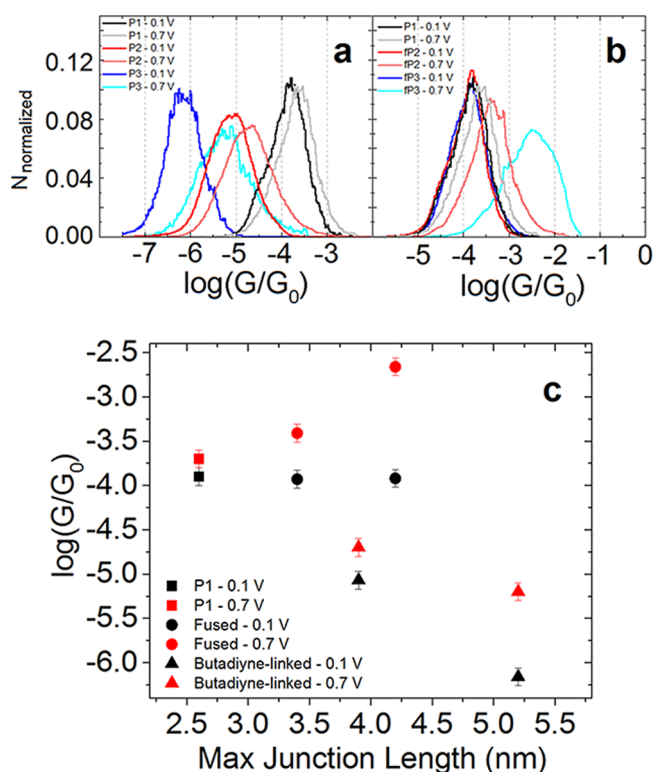 a
P1 - 0.1 V
P1 - 0.7 V
P2 - 0.1 V
P2 - 0.7 V
P3 - 0.1 V
P3 - 0.7 V
N normalized
0.12
0.08
0.04
0.00
-7 -6 -5 -4 -3
log(G/G0)
b
P1 - 0.1 V
P1 - 0.7 V
fP2 - 0.1 V
fP2 - 0.7 V
fP3 - 0.1 V
fP3 - 0.7 V
-5 -4 -3 -2 -1 0
log(G/G0)
c
-2.5
-3.0
-3.5
-4.0
-4.5
-5.0
-5.5
-6.0
log(G/G0)
P1 - 0.1 V
P1 - 0.7 V
Fused - 0.1 V
Fused - 0.7 V
Butadiyne-linked - 0.1 V
Butadiyne-linked - 0.7 V
2.5 3.0 3.5 4.0 4.5 5.0 5.5
Max Junction Length (nm)